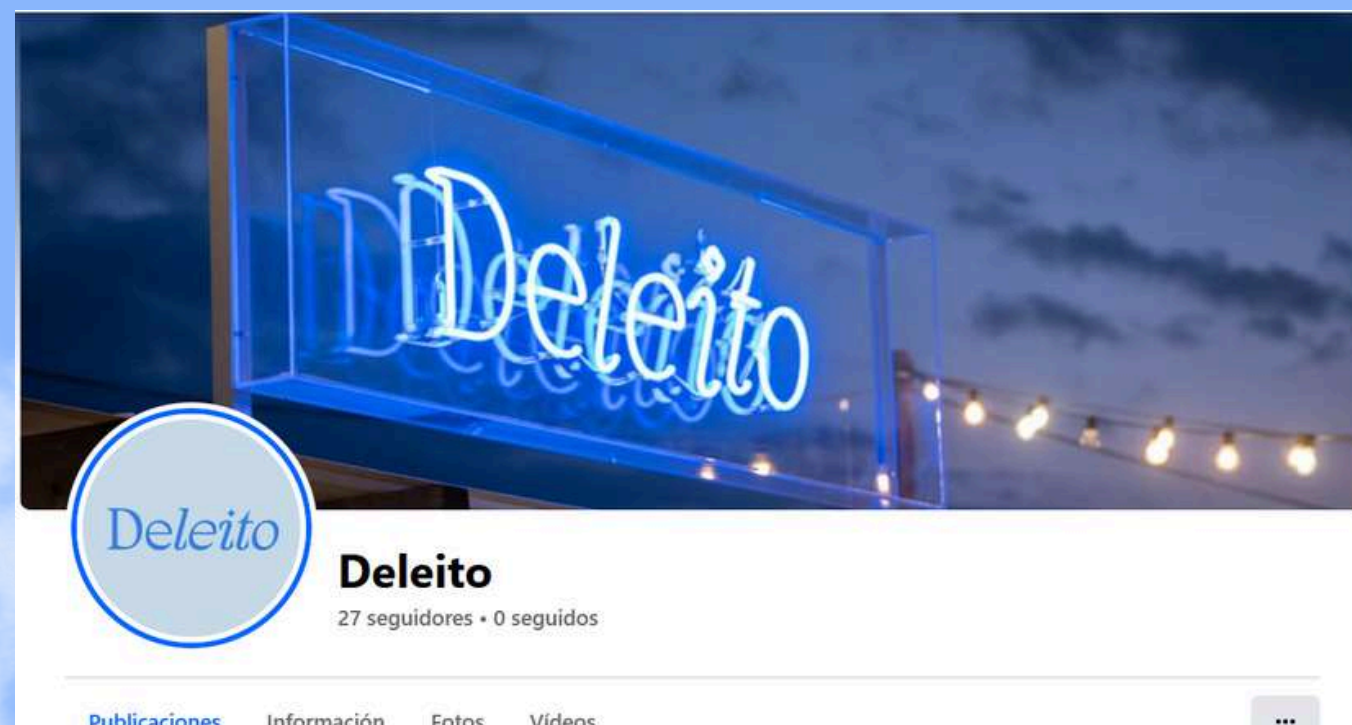 Deleito
Deleito
Deleito
27 seguidores • 0 seguidos
Publicaciones Información Fotos Vídeos